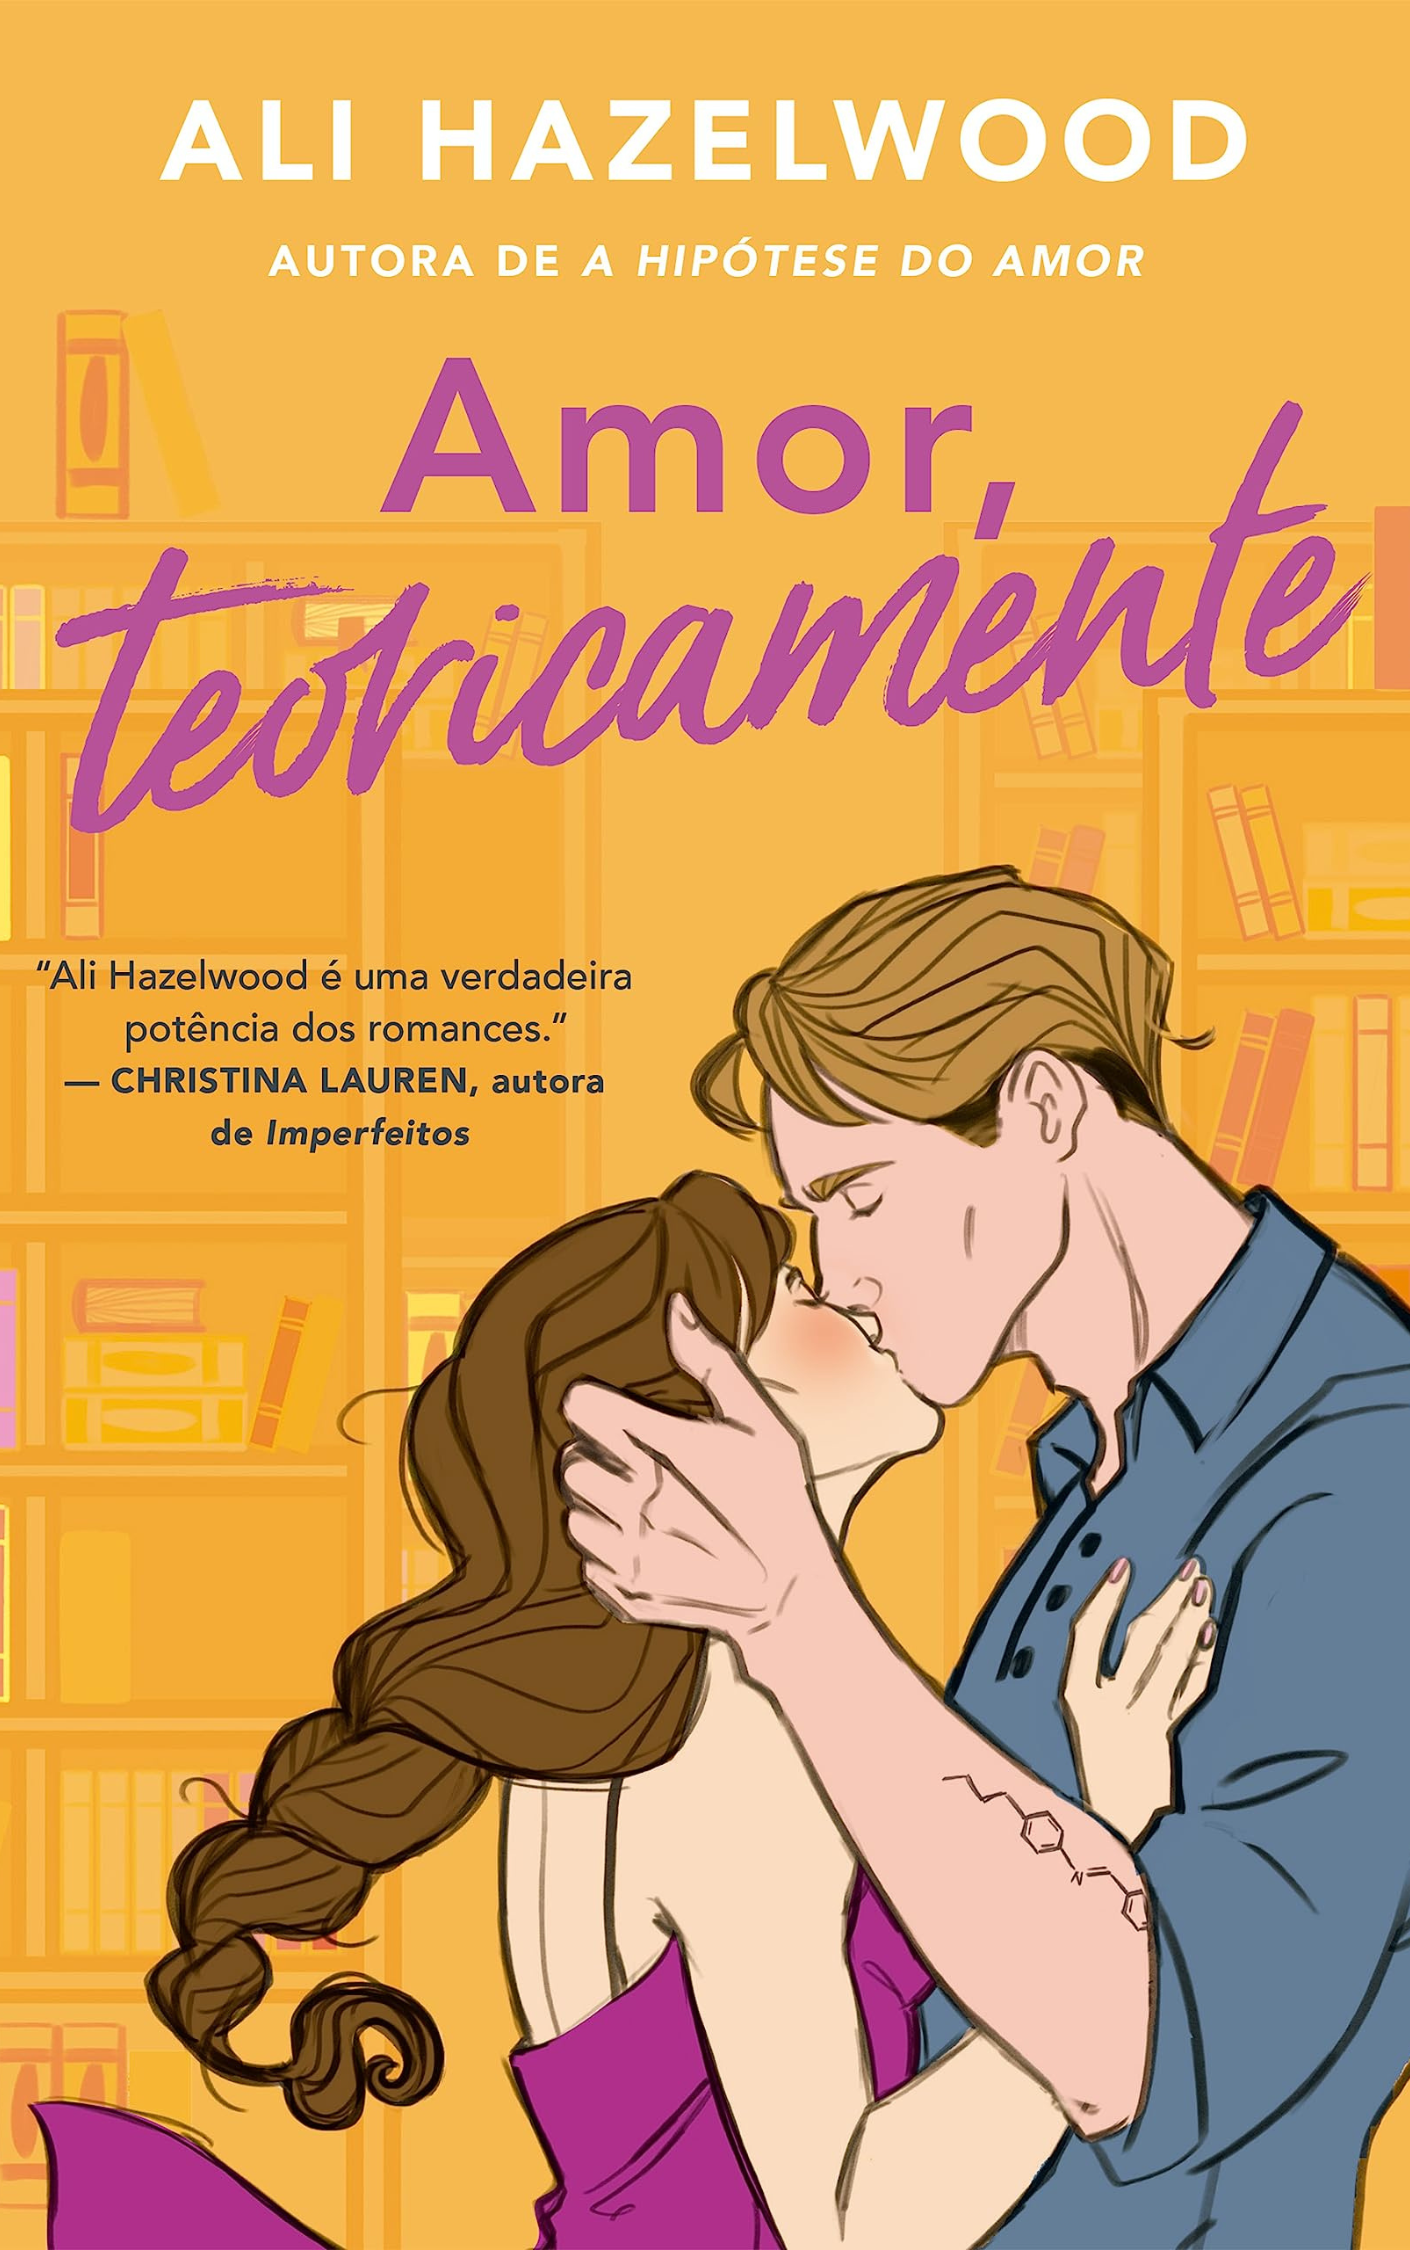 ALI HAZELWOOD
AUTORA DE A HIPÓTESE DO AMOR
Amor,
teoricamente
“Ali Hazelwood é uma verdadeira
potência dos romances.”
— CHRISTINA LAUREN, autora
de Imperfeitos
N